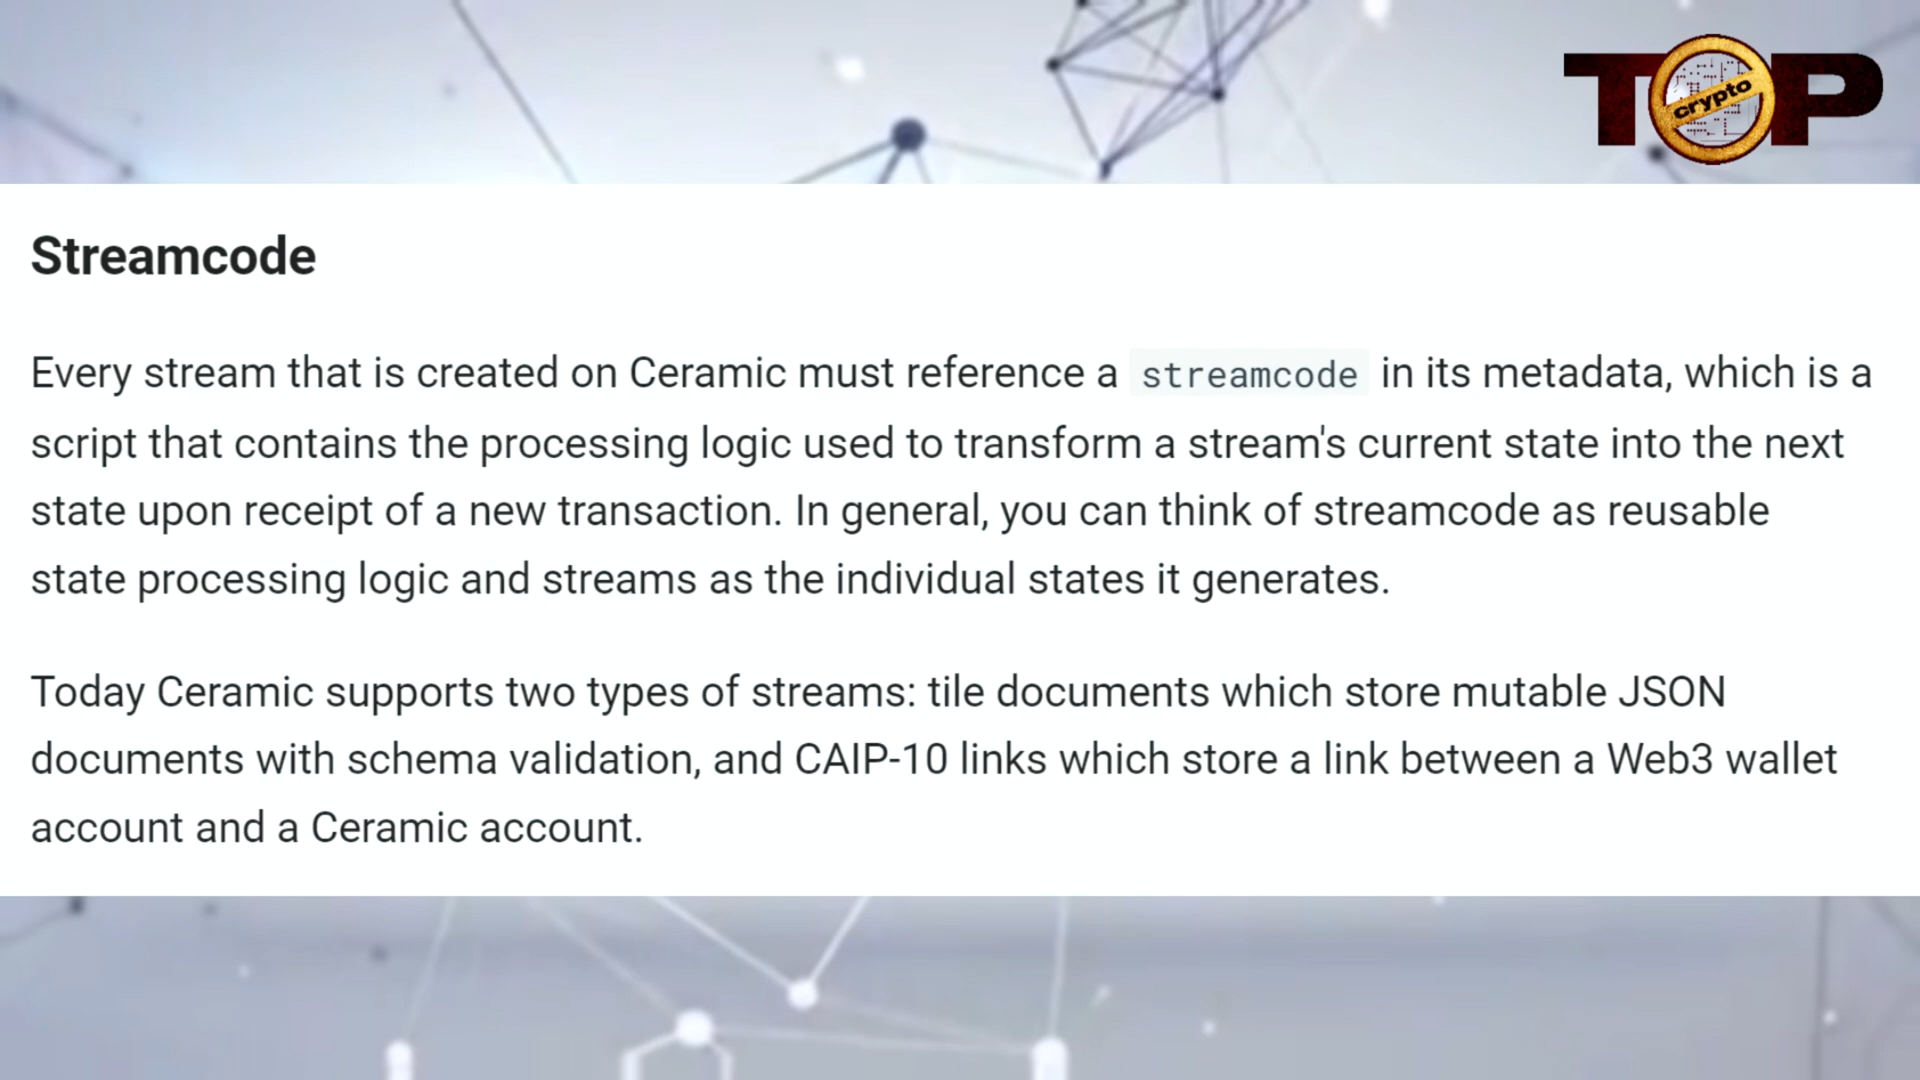 TOP
crypto
Streamcode
Every stream that is created on Ceramic must reference a streamcode in its metadata, which is a
script that contains the processing logic used to transform a stream's current state into the next
state upon receipt of a new transaction. In general, you can think of streamcode as reusable
state processing logic and streams as the individual states it generates.
Today Ceramic supports two types of streams: tile documents which store mutable JSON
documents with schema validation, and CAIP-10 links which store a link between a Web3 wallet
account and a Ceramic account.